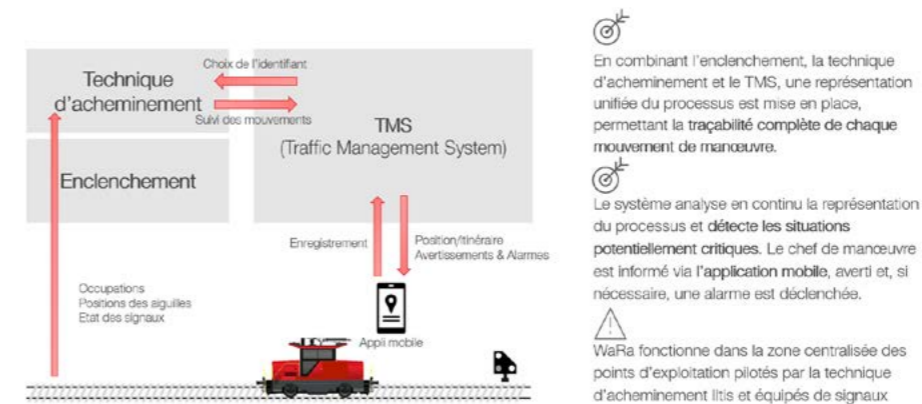 Technique
d'acheminement
Choix de l'identifiant
Suivi des mouvements
TMS
(Traffic Management System)
Enclenchement
Enregistrement
Position/Itinéraire
Avertissements & Alarmes
Occupations
Positions des aiguilles
Etat des signaux
Appli mobile
En combinant l'enclenchement, la technique
d'acheminement et le TMS, une représentation
unifiée du processus est mise en place,
permettant la traçabilité complète de chaque
mouvement de manœuvre.
Le système analyse en continu la représentation
du processus et détecte les situations
potentiellement critiques. Le chef de manœuvre
est informé via l'application mobile, averti et, si
nécessaire, une alarme est déclenchée.
WaRa fonctionne dans la zone centralisée des
points d'exploitation pilotés par la technique
d'acheminement Iltis et équipés de signaux